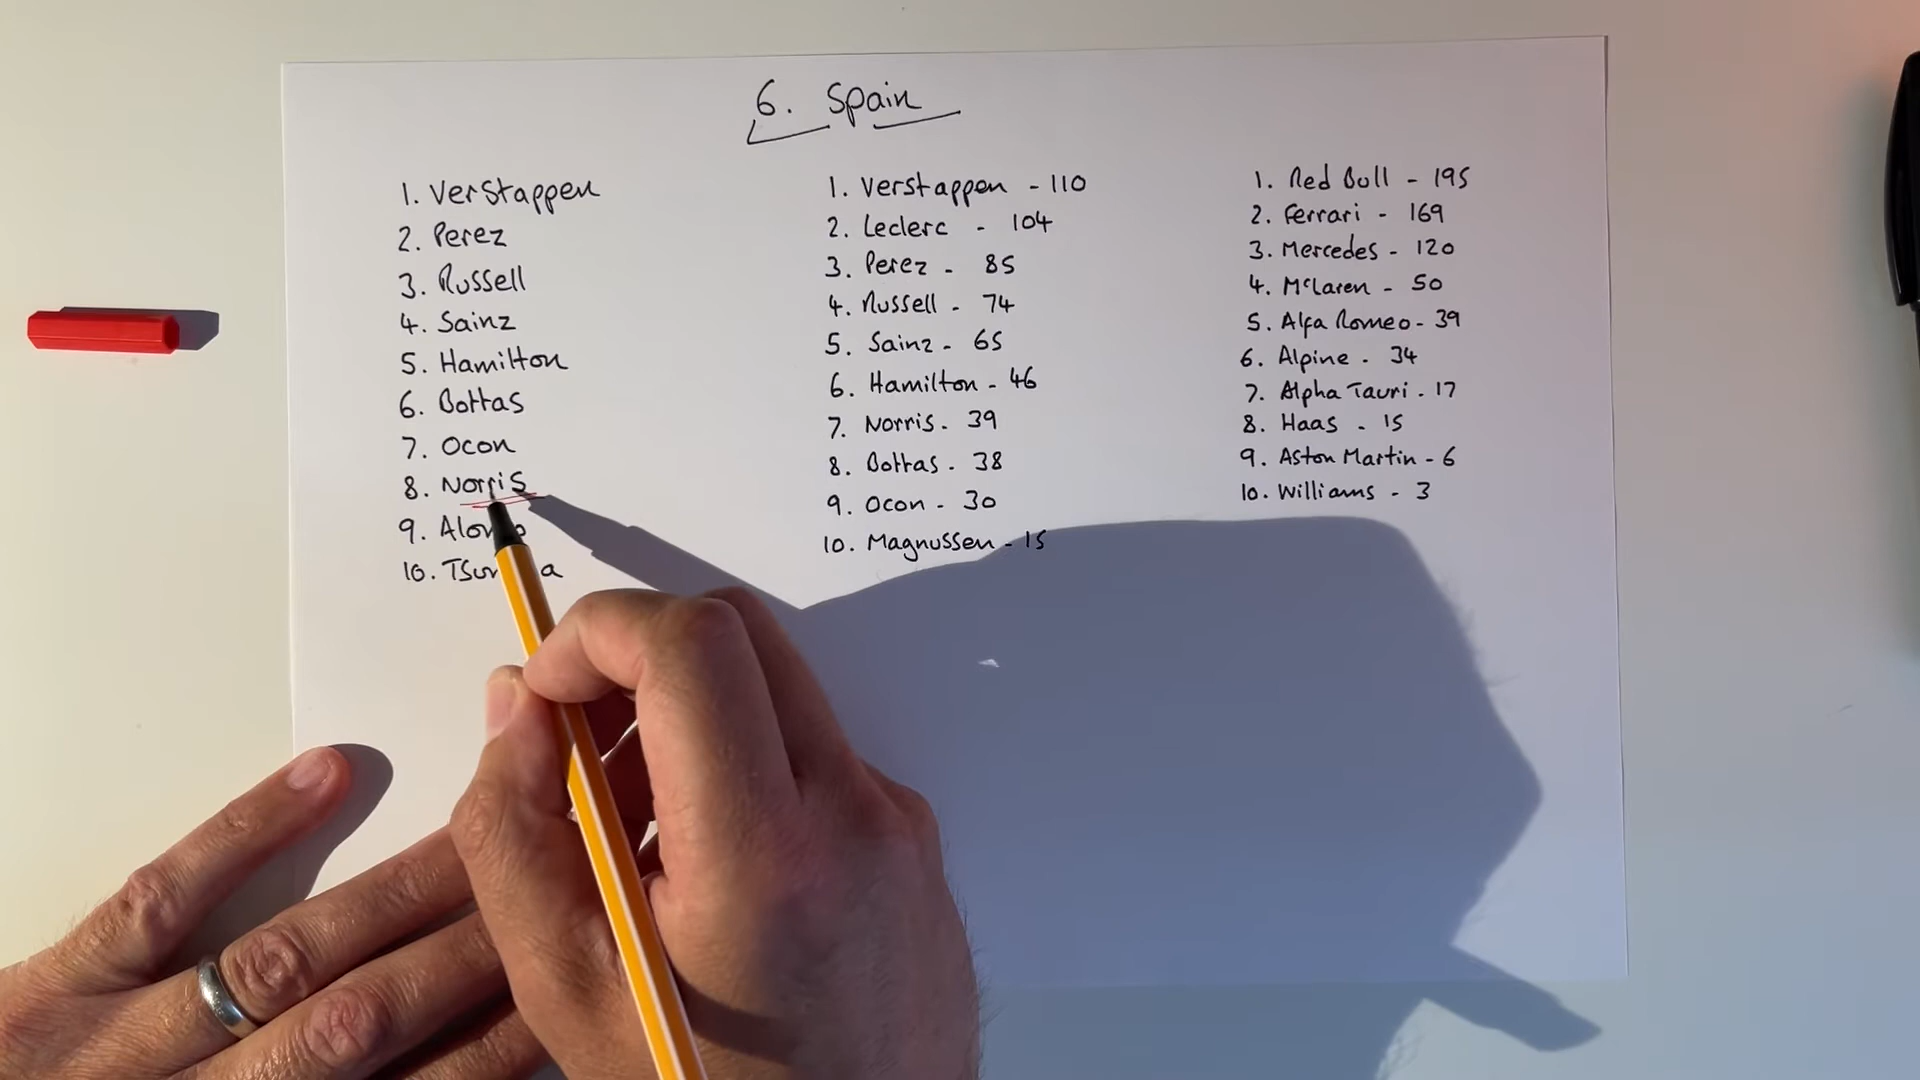 6. Spain
1. Verstappen
2. Perez
3. Russell
4. Sainz
5. Hamilton
6. Bottas
7. Ocon
8. Norris
9. Alonso
10. Tsunoda
1. Verstappen - 110
2. Leclerc - 104
3. Perez - 85
4. Russell - 74
5. Sainz - 65
6. Hamilton - 46
7. Norris - 39
8. Bottas - 38
9. Ocon - 30
10. Magnussen - 15
1. Red Bull - 195
2. Ferrari - 169
3. Mercedes - 120
4. McLaren - 50
5. Alfa Romeo - 39
6. Alpine - 34
7. Alpha Tauri - 17
8. Haas - 15
9. Aston Martin - 6
10. Williams - 3